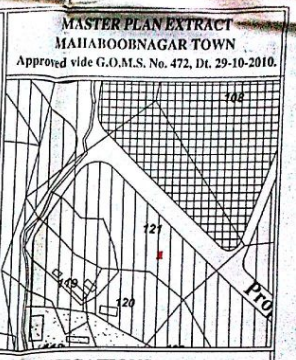 MASTER PLAN EXTRACT
MAHABOOBNAGAR TOWN
Approved vide G.O.M.S. No. 472, Dt. 29-10-2010.
108
121
119
120
Pro